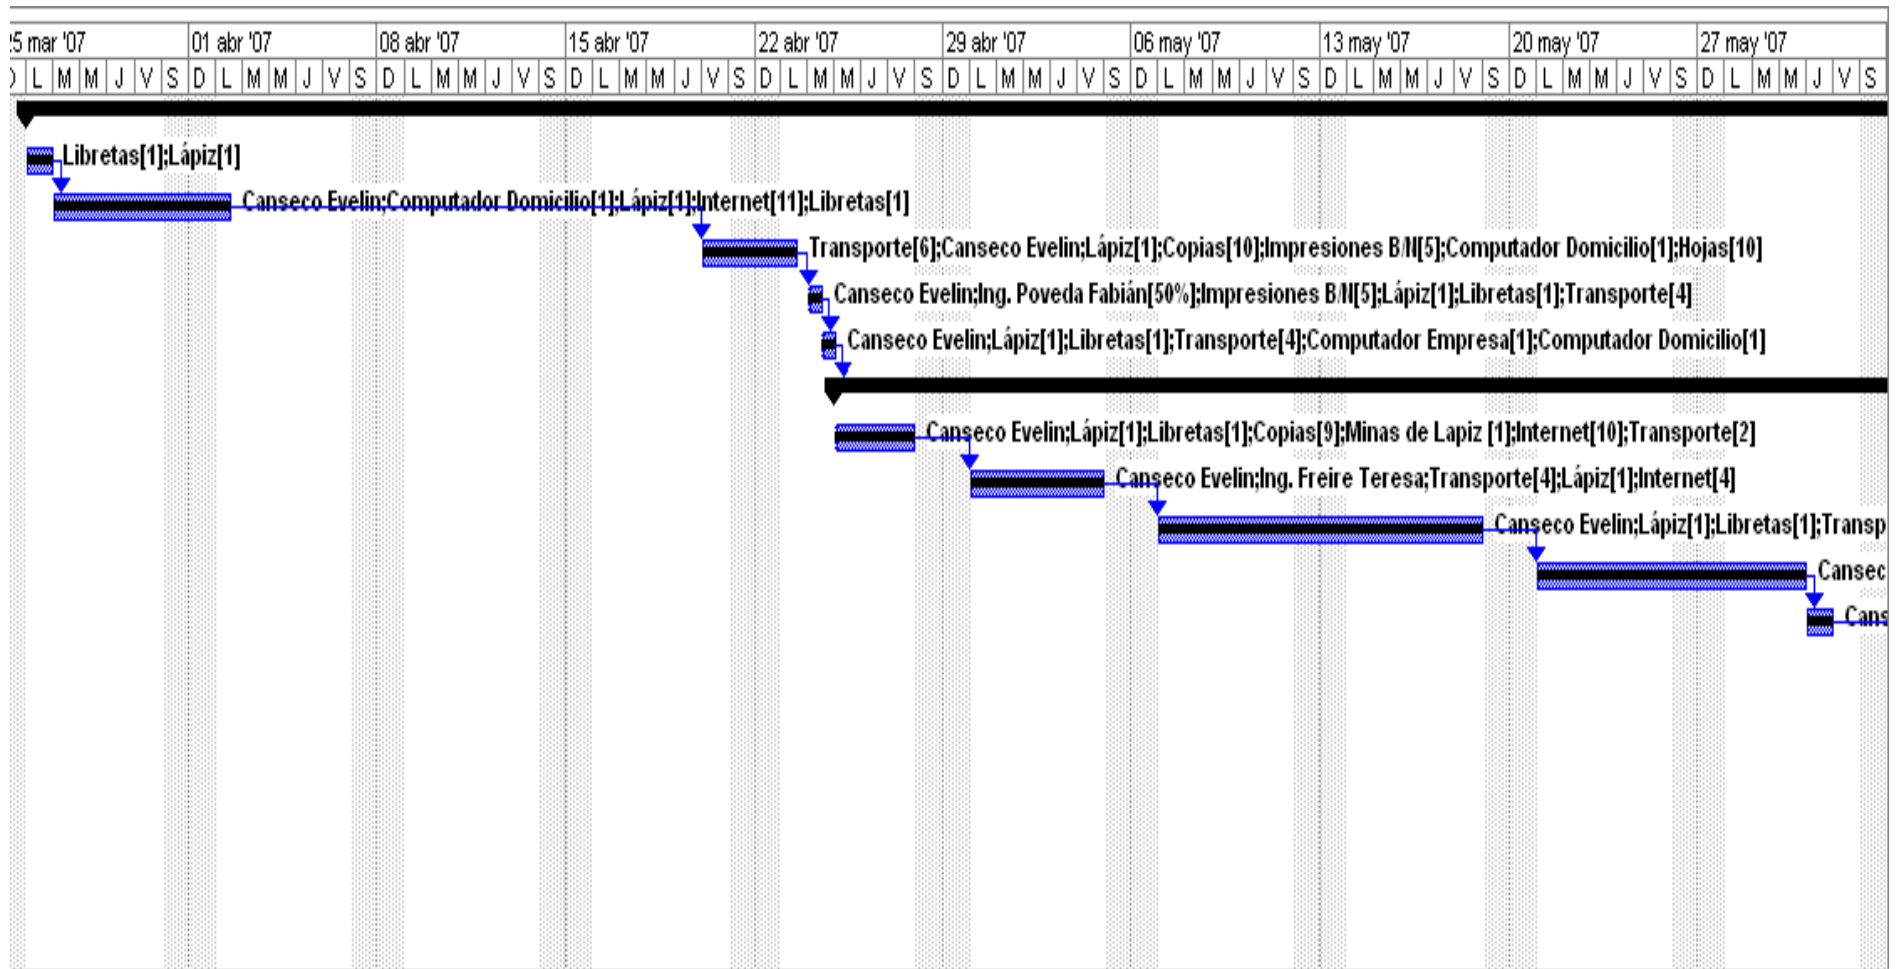 25 mar '07 01 abr '07 08 abr '07 15 abr '07 22 abr '07 29 abr '07 06 may '07 13 may '07 20 may '07 27 may '07
D L M M J V S D L M M J V S D L M M J V S D L M M J V S D L M M J V S D L M M J V S D L M M J V S D L M M J V S D L M M J V S D L M M J V S
Libretas[1];Lápiz[1]
Canseco Evelin;Computador Domicilio[1];Lápiz[1];Internet[11];Libretas[1]
Transporte[6];Canseco Evelin;Lápiz[1];Copias[10];Impresiones B/N[5];Computador Domicilio[1];Hojas[10]
Canseco Evelin;Ing. Poveda Fabián[50%];Impresiones B/N[5];Lápiz[1];Libretas[1];Transporte[4]
Canseco Evelin;Lápiz[1];Libretas[1];Transporte[4];Computador Empresa[1];Computador Domicilio[1]
Canseco Evelin;Lápiz[1];Libretas[1];Copias[9];Minas de Lapiz [1];Internet[10];Transporte[2]
Canseco Evelin;Ing. Freire Teresa;Transporte[4];Lápiz[1];Internet[4]
Canseco Evelin;Lápiz[1];Libretas[1];Transp
Cansec
Cans